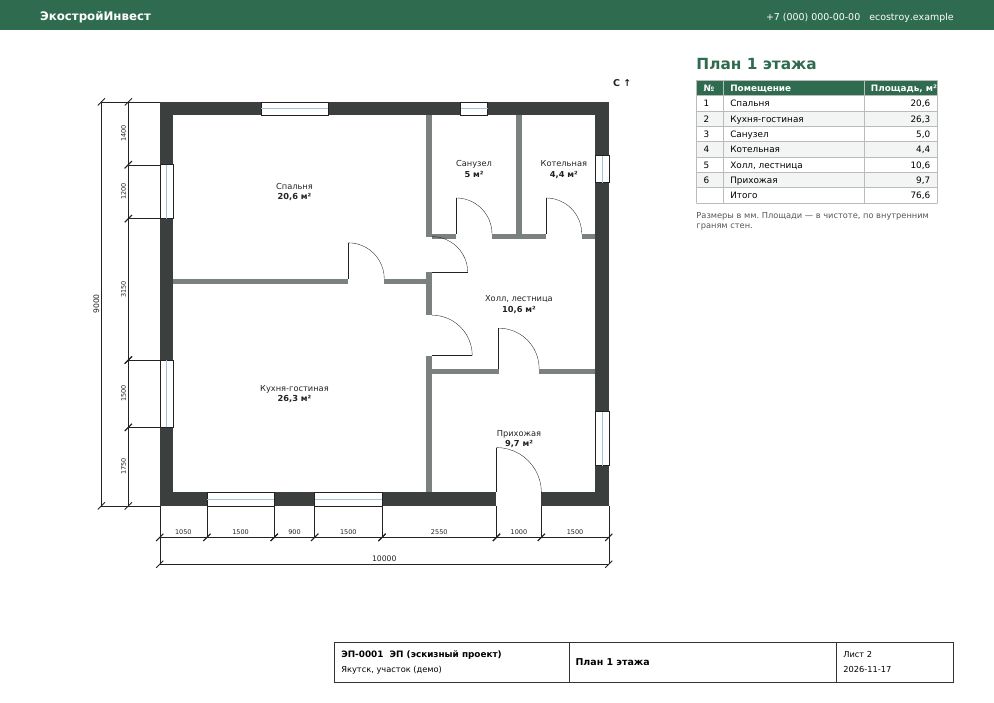 ЭкостройИнвест
+7 (000) 000-00-00 ecostroy.example
План 1 этажа
С ↑
№ Помещение Площадь, м²
1 Спальня 20,6
2 Кухня-гостиная 26,3
3 Санузел 5,0
4 Котельная 4,4
5 Холл, лестница 10,6
6 Прихожая 9,7
Итого 76,6
Размеры в мм. Площади — в чистоте, по внутренним
граням стен.
Спальня
20,6 м²
Санузел
5 м²
Котельная
4,4 м²
Холл, лестница
10,6 м²
Кухня-гостиная
26,3 м²
Прихожая
9,7 м²
1400
1200
3150
1500
1750
9000
1050 1500 900 1500 2550 1000 1500
10000
ЭП-0001 ЭП (эскизный проект)
Якутск, участок (демо)
План 1 этажа
Лист 2
2026-11-17